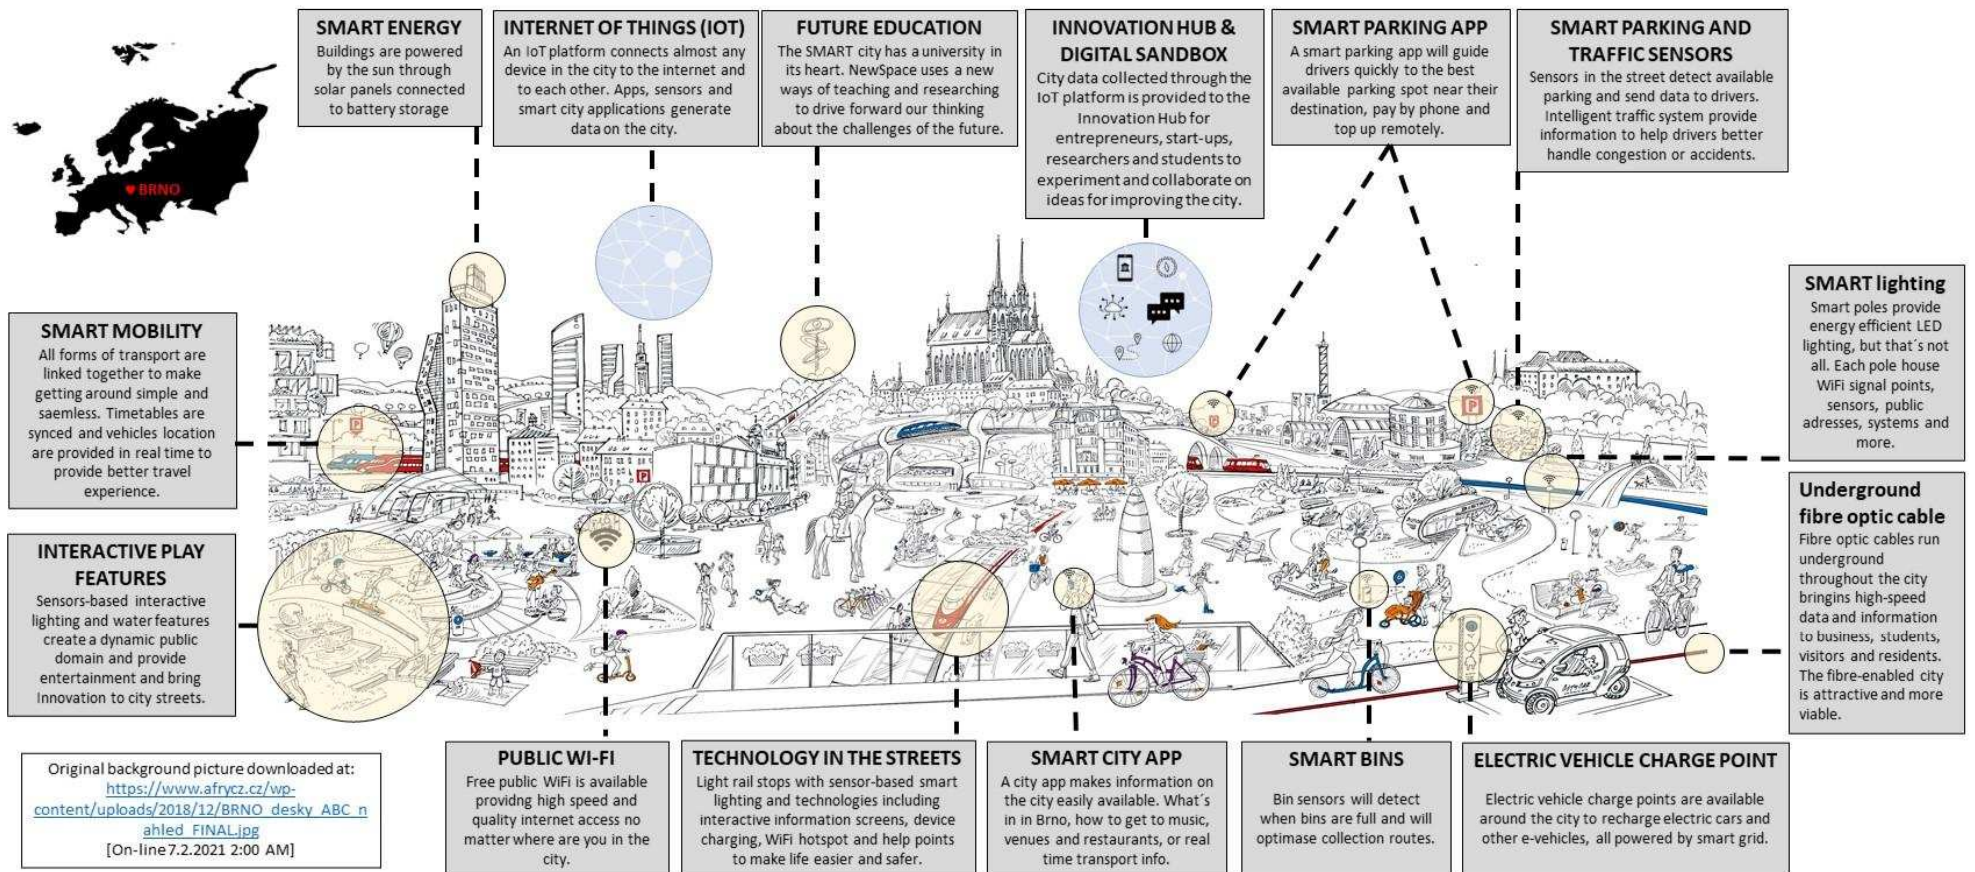 SMART ENERGY
Buildings are powered
by the sun through
solar panels connected
to battery storage
INTERNET OF THINGS (IOT)
An IoT platform connects almost any
device in the city to the internet and
to each other. Apps, sensors and
smart city applications generate
data on the city.
FUTURE EDUCATION
The SMART city has a university in
its heart. NewSpace uses a new
ways of teaching and researching
to drive forward our thinking
about the challenges of the future.
INNOVATION HUB &
DIGITAL SANDBOX
City data collected through the
IoT platform is provided to the
Innovation Hub for
entrepreneurs, start-ups,
researchers and students to
experiment and collaborate on
ideas for improving the city.
SMART PARKING APP
A smart parking app will guide
drivers quickly to the best
available parking spot near their
destination, pay by phone and
top up remotely.
SMART PARKING AND
TRAFFIC SENSORS
Sensors in the street detect available
parking and send data to drivers.
Intelligent traffic system provide
information to help drivers better
handle congestion or accidents.
♥ BRNO
SMART MOBILITY
All forms of transport are
linked together to make
getting around simple and
saemless. Timetables are
synced and vehicles location
are provided in real time to
provide better travel
experience.
SMART lighting
Smart poles provide
energy efficient LED
lighting, but that´s not
all. Each pole house
WiFi signal points,
sensors, public
adresses, systems and
more.
P
P
P
P
INTERACTIVE PLAY
FEATURES
Sensors-based interactive
lighting and water features
create a dynamic public
domain and provide
entertainment and bring
Innovation to city streets.
Underground
fibre optic cable
Fibre optic cables run
underground
throughout the city
bringins high-speed
data and information
to business, students,
visitors and residents.
The fibre-enabled city
is attractive and more
viable.
Original background picture downloaded at:
https://www.afrycz.cz/wp-
content/uploads/2018/12/BRNO_desky_ABC_n
ahled_FINAL.jpg
[On-line7.2.2021 2:00 AM]
PUBLIC WI-FI
Free public WiFi is available
providng high speed and
quality internet access no
matter where are you in the
city.
TECHNOLOGY IN THE STREETS
Light rail stops with sensor-based smart
lighting and technologies including
interactive information screens, device
charging, WiFi hotspot and help points
to make life easier and safer.
SMART CITY APP
A city app makes information on
the city easily available. What´s
in in Brno, how to get to music,
venues and restaurants, or real
time transport info.
SMART BINS
Bin sensors will detect
when bins are full and will
optimase collection routes.
ELECTRIC VEHICLE CHARGE POINT
Electric vehicle charge points are available
around the city to recharge electric cars and
other e-vehicles, all powered by smart grid.